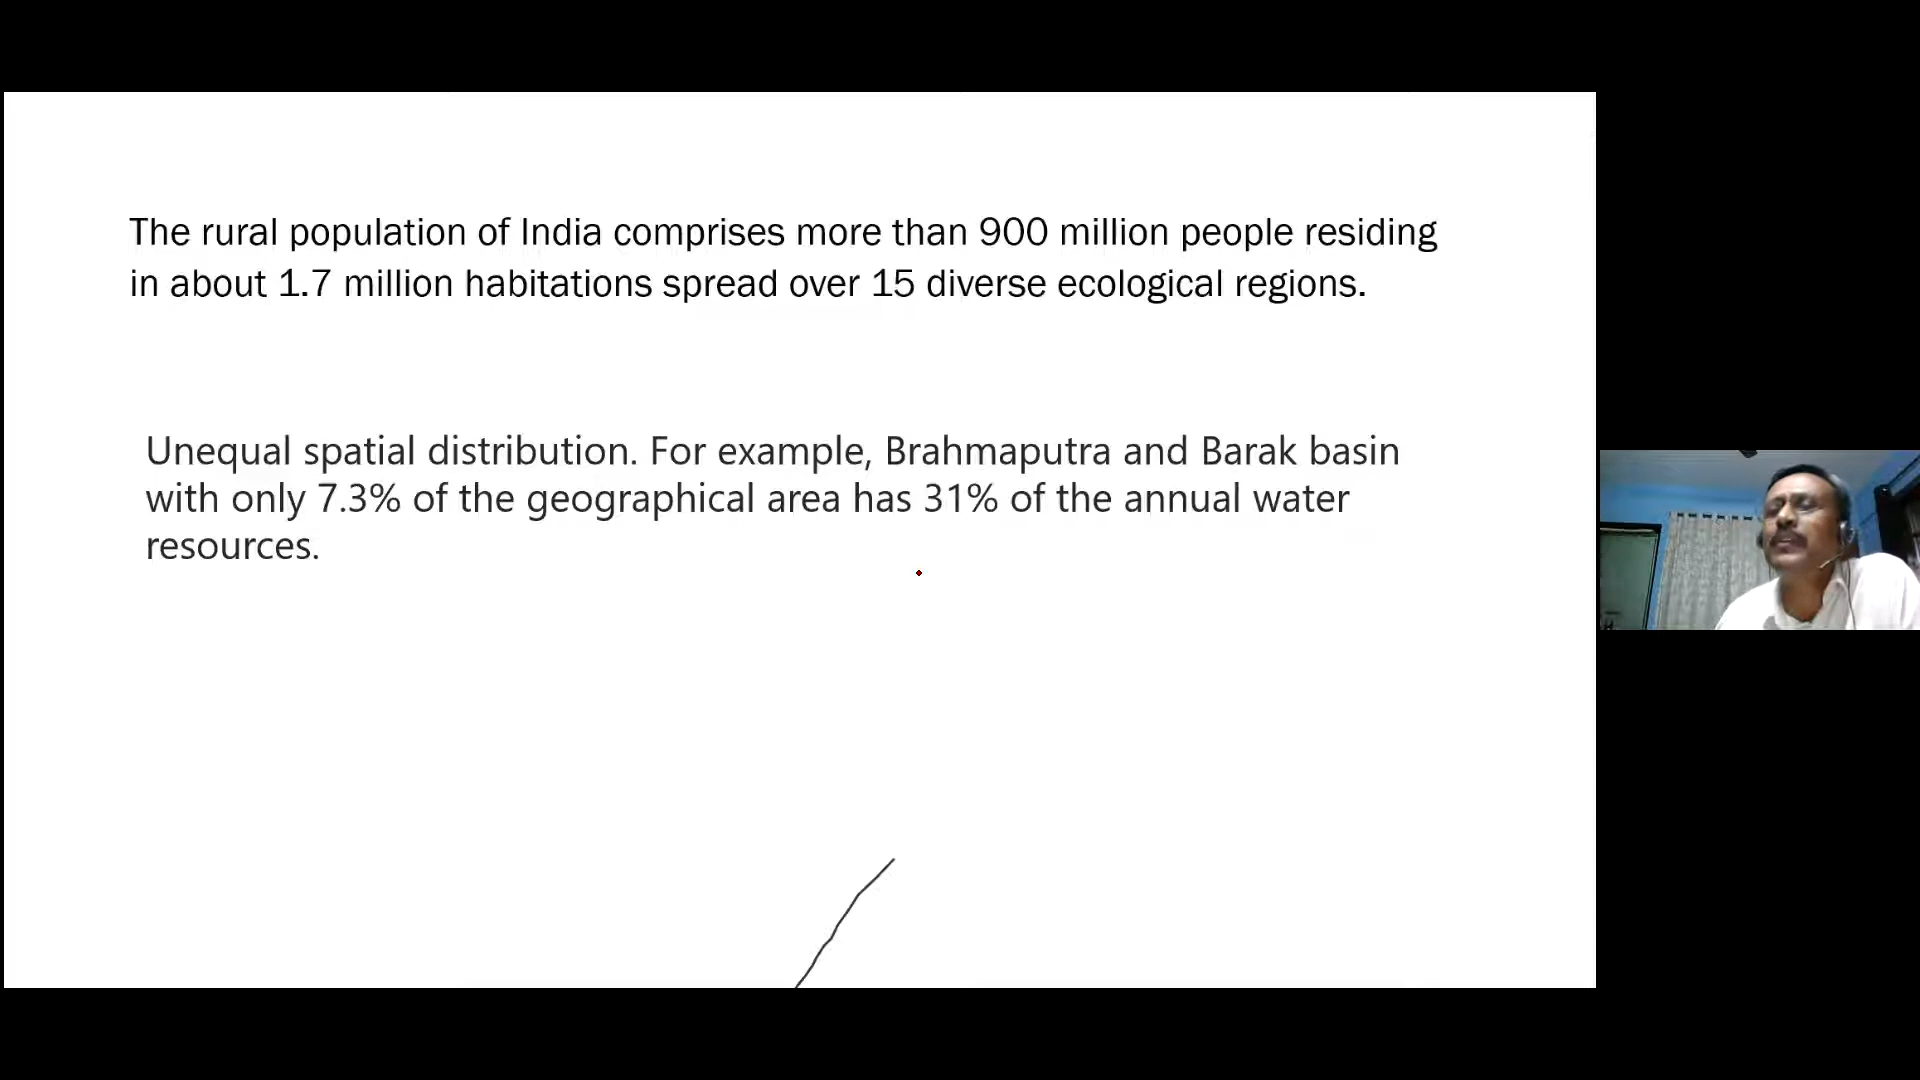 The rural population of India comprises more than 900 million people residing
in about 1.7 million habitations spread over 15 diverse ecological regions.
Unequal spatial distribution. For example, Brahmaputra and Barak basin
with only 7.3% of the geographical area has 31% of the annual water
resources.